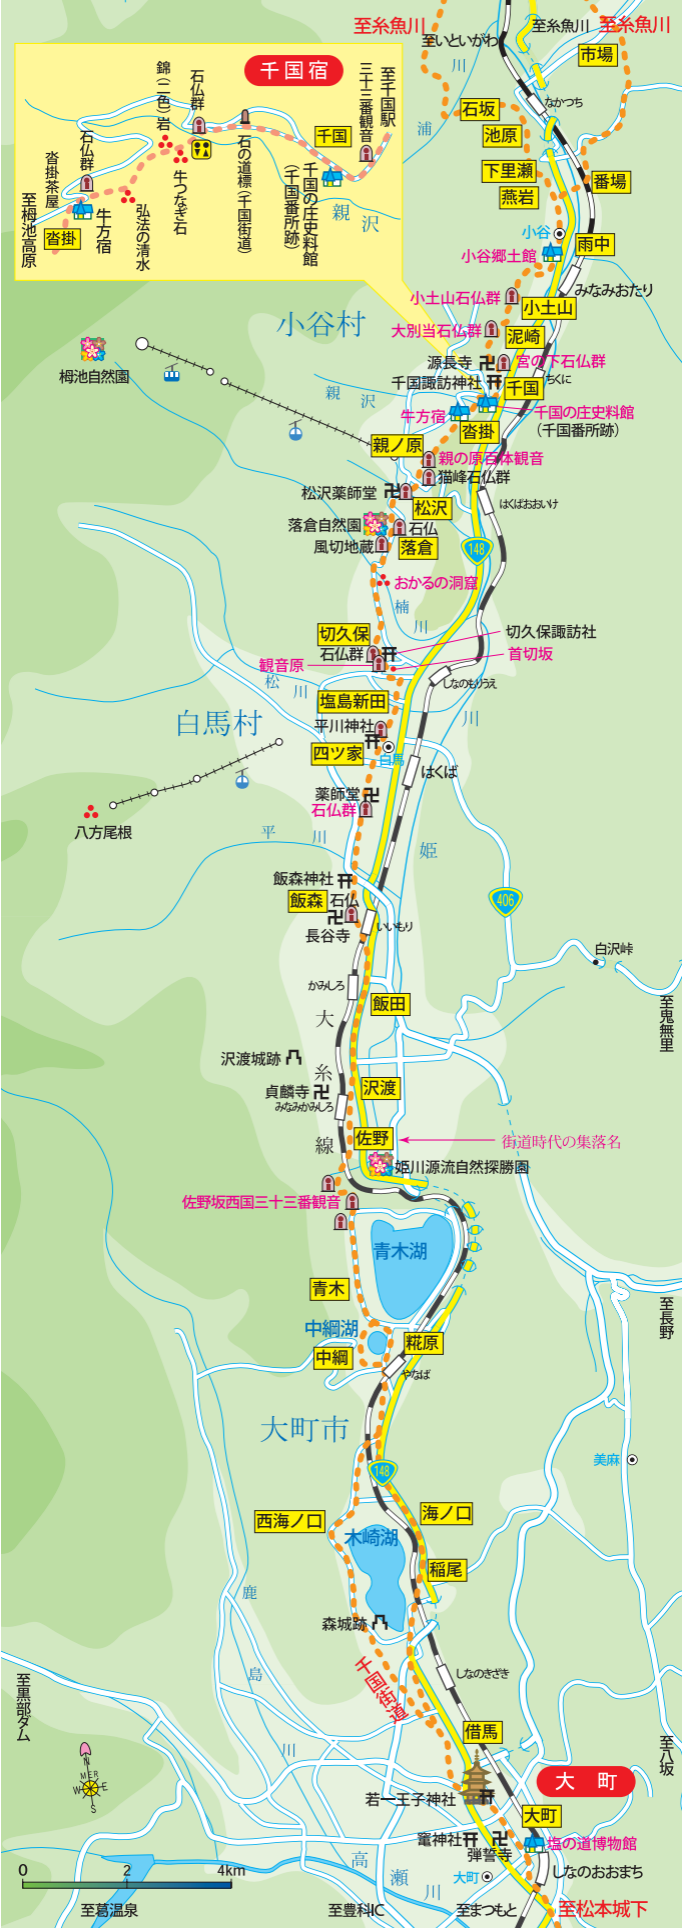 至糸魚川
至いといがわ
至糸魚川
至糸魚川
市場
川
なかつち
石坂
浦
池原
下里瀬
番場
燕岩
千国宿
錦(二色)岩
石仏群
石の道標(千国街道)
千国
三十三番観音
至千国駅
石仏群
沓掛茶屋
至栂池高原
沓掛
牛方宿
弘法の清水
牛つなぎ石
千国の庄史料館
(千国番所跡)
親沢
川
小谷
雨中
小谷郷土館
みなみおたり
小土山石仏群
小土山
小谷村
大別当石仏群
泥崎
源長寺
宮の下石仏群
栂池自然園
千国諏訪神社
千国
ちくに
親沢
牛方宿
千国の庄史料館
(千国番所跡)
沓掛
親ノ原
親の原百体観音
猫峰石仏群
松沢薬師堂
松沢
はくばおおいけ
落倉自然園
石仏
風切地蔵
落倉
148
おかるの洞窟
楠川
切久保
切久保諏訪社
石仏群
観音原
首切坂
松川
しなのもりうえ
塩島新田
白馬村
平川神社
川
四ツ家
白馬
はくば
薬師堂
石仏群
八方尾根
平川
姫
飯森神社
飯森
石仏
406
長谷寺
いいもり
白沢峠
かみしろ
飯田
至鬼無里
大糸線
沢渡城跡
貞麟寺
沢渡
みなみかみしろ
佐野
街道時代の集落名
姫川源流自然探勝園
佐野坂西国三十三番観音
青木湖
青木
至長野
中綱湖
糀原
中綱
やなば
大町市
美麻
148
西海ノ口
海ノ口
木崎湖
稲尾
鹿島川
森城跡
千国街道
しなのきざき
至黒部ダム
借馬
至八坂
N
MER
W
E
S
大町
若一王子神社
大町
竈神社
弾誓寺
塩の道博物館
高瀬川
大町
しなのおおまち
0 2 4km
至葛温泉
至豊科IC
至まつもと
至松本城下